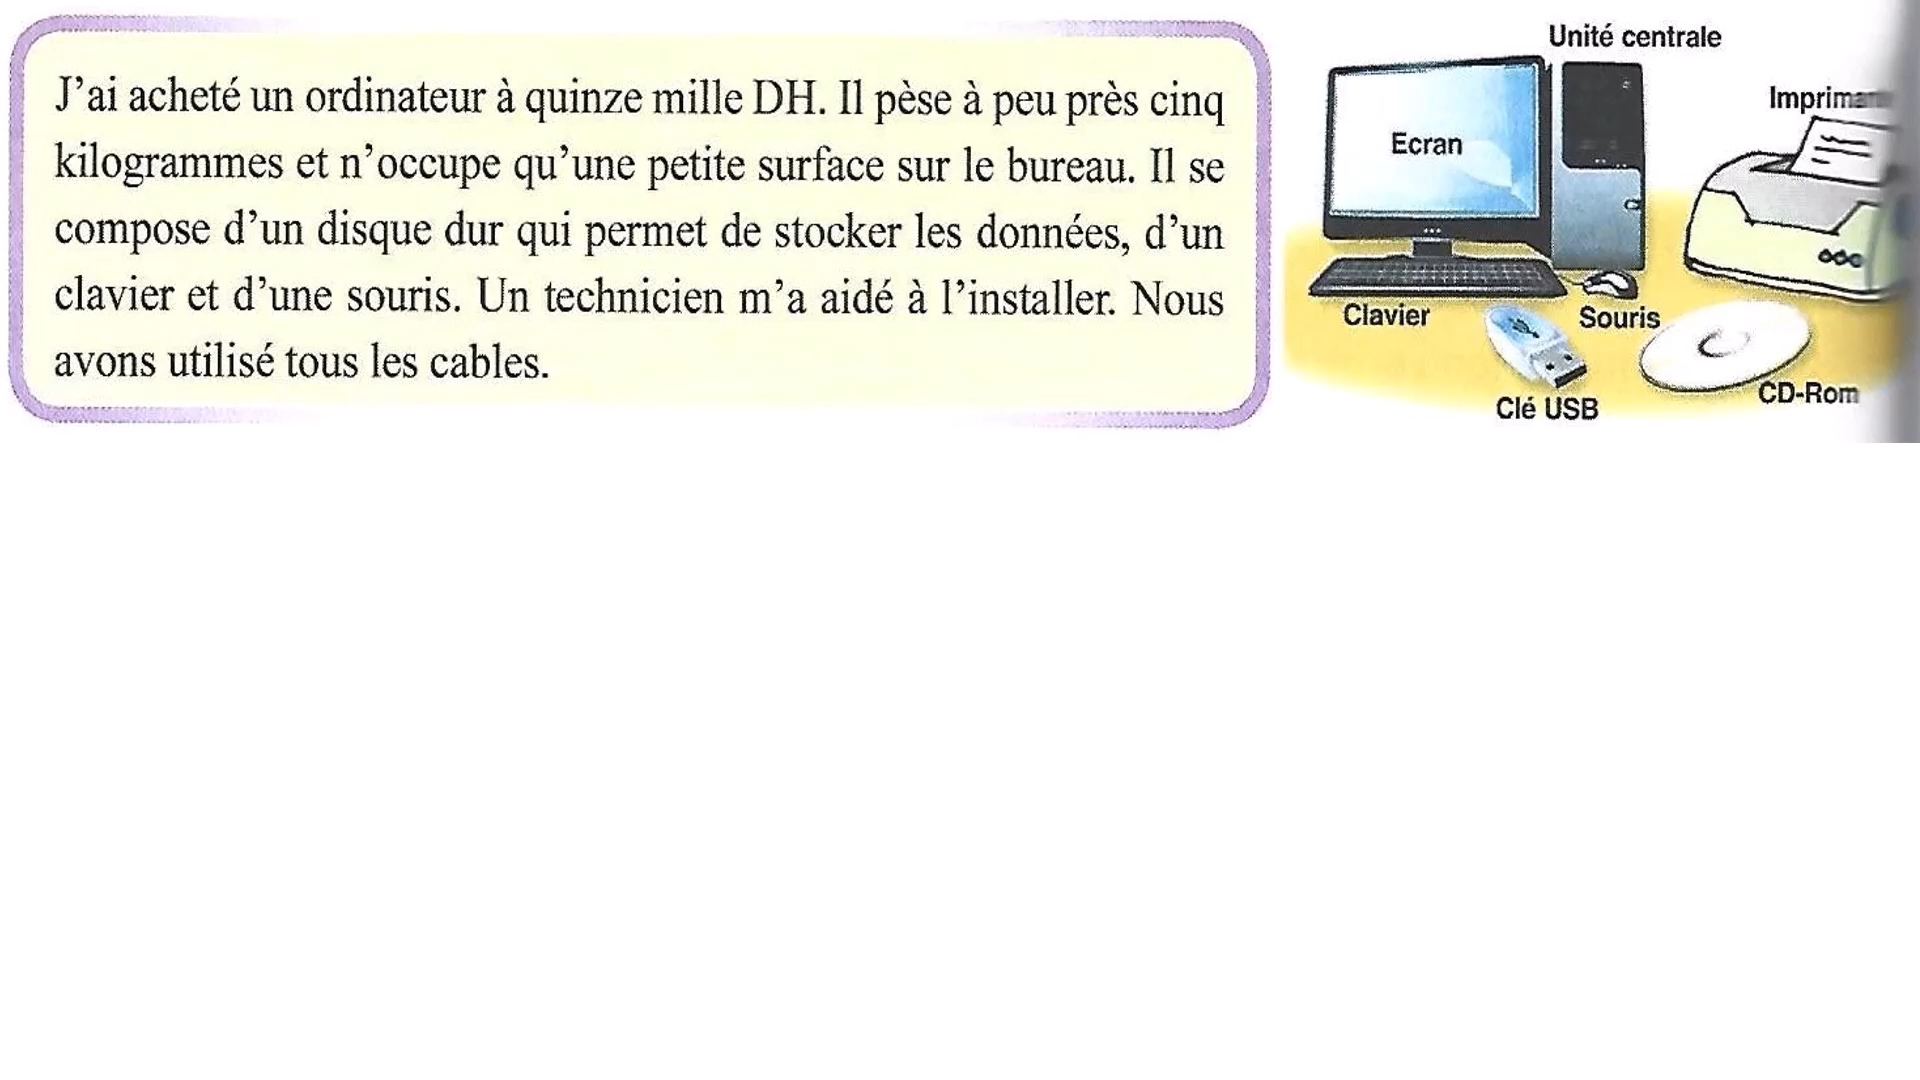 J’ai acheté un ordinateur à quinze mille DH. Il pèse à peu près cinq
kilogrammes et n’occupe qu’une petite surface sur le bureau. Il se
compose d’un disque dur qui permet de stocker les données, d’un
clavier et d’une souris. Un technicien m’a aidé à l’installer. Nous
avons utilisé tous les cables.
Unité centrale
Ecran
Clavier
Souris
Clé USB
CD-Rom